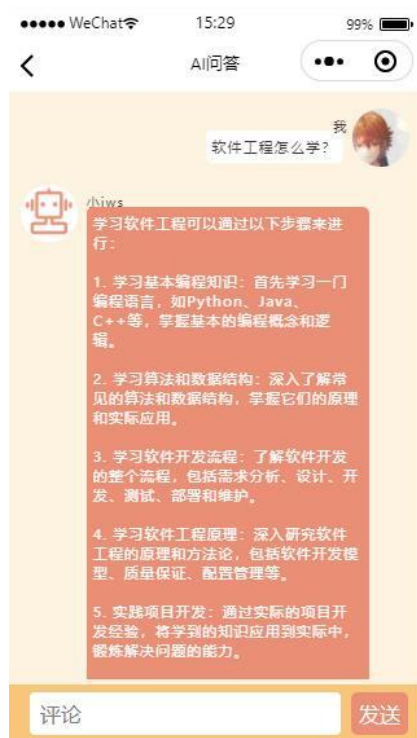 WeChat 15:29 99%
AI问答
我
软件工程怎么学？
小iws
学习软件工程可以通过以下步骤来进
行：
1. 学习基本编程知识：首先学习一门
编程语言，如Python、Java、
C++等，掌握基本的编程概念和逻
辑。
2. 学习算法和数据结构：深入了解常
见的算法和数据结构，掌握它们的原理
和实际应用。
3. 学习软件开发流程：了解软件开发
的整个流程，包括需求分析、设计、开
发、测试、部署和维护。
4. 学习软件工程原理：深入研究软件
工程的原理和方法论，包括软件开发模
型、质量保证、配置管理等。
5. 实践项目开发：通过实际的项目开
发经验，将学到的知识应用到实际中，
锻炼解决问题的能力。
评论
发送